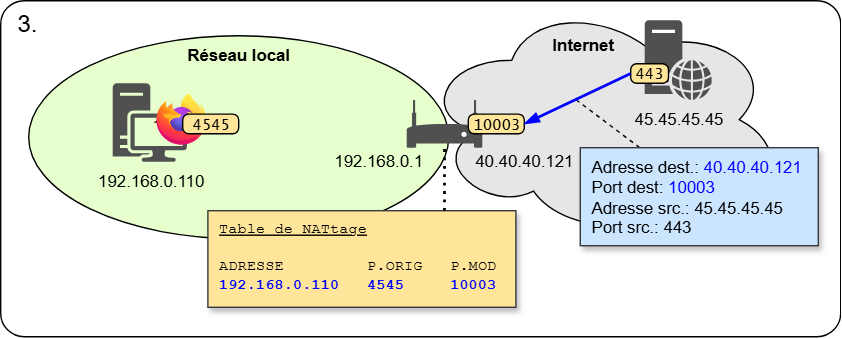 3.
Réseau local
Internet
443
4545
10003
45.45.45.45
192.168.0.1
40.40.40.121
192.168.0.110
Adresse dest.: 40.40.40.121
Port dest: 10003
Adresse src.: 45.45.45.45
Port src.: 443
Table de NATtage
ADRESSE P.ORIG P.MOD
192.168.0.110 4545 10003